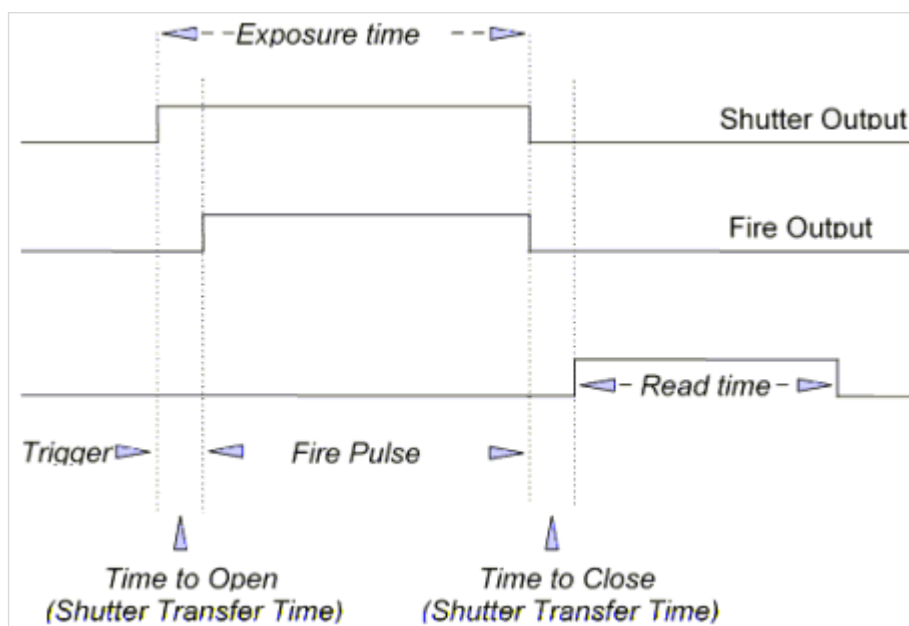 Exposure time
Shutter Output
Fire Output
Read time
Trigger
Fire Pulse
Time to Open
(Shutter Transfer Time)
Time to Close
(Shutter Transfer Time)